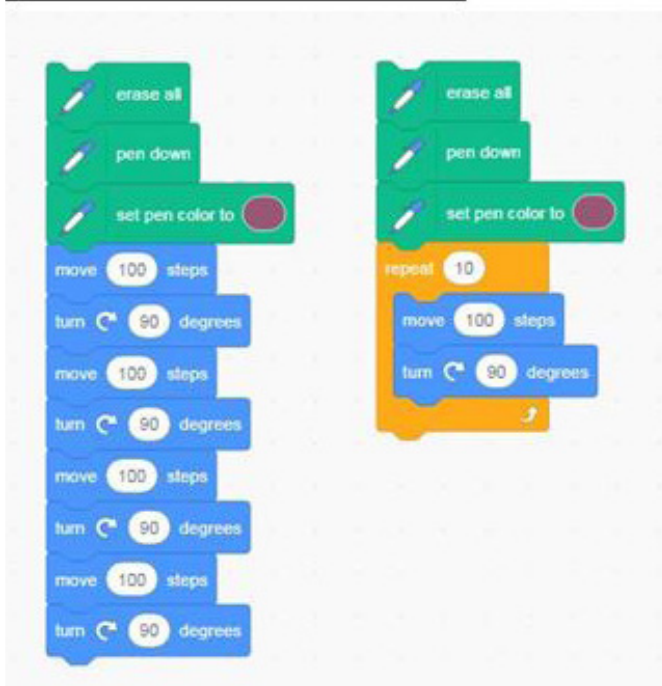 erase all
pen down
set pen color to
move 100 steps
turn 90 degrees
move 100 steps
turn 90 degrees
move 100 steps
turn 90 degrees
move 100 steps
turn 90 degrees
erase all
pen down
set pen color to
repeat 10
move 100 steps
turn 90 degrees